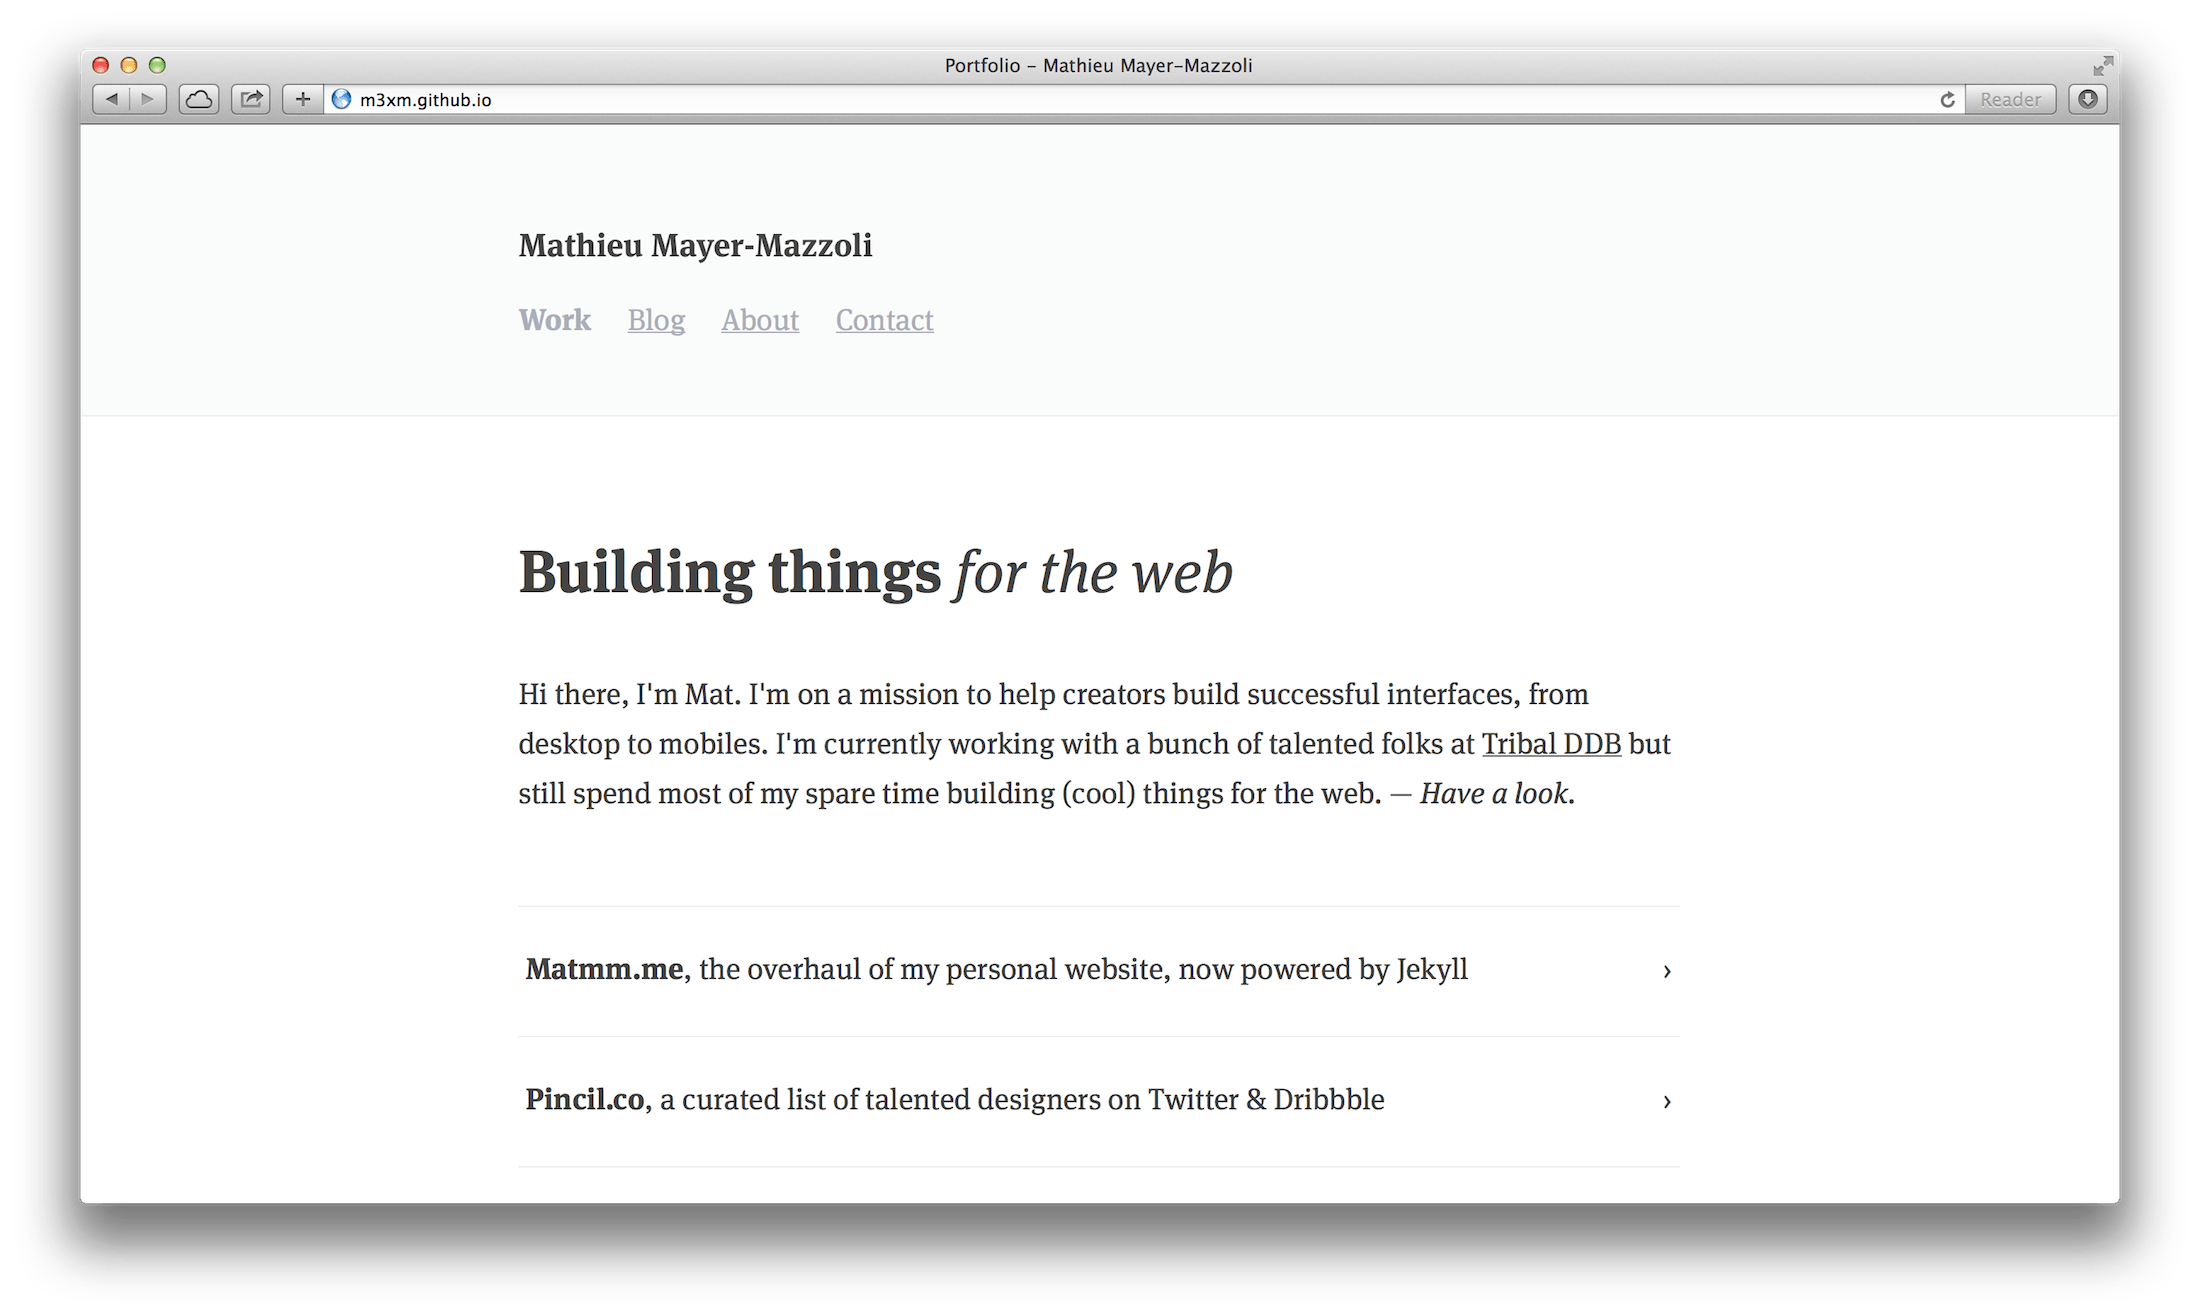 Portfolio – Mathieu Mayer-Mazzoli
m3xm.github.io
Reader
Mathieu Mayer-Mazzoli
Work Blog About Contact
Building things for the web
Hi there, I'm Mat. I'm on a mission to help creators build successful interfaces, from
desktop to mobiles. I'm currently working with a bunch of talented folks at Tribal DDB but
still spend most of my spare time building (cool) things for the web. — Have a look.
Matmm.me, the overhaul of my personal website, now powered by Jekyll ›
Pincil.co, a curated list of talented designers on Twitter & Dribbble ›